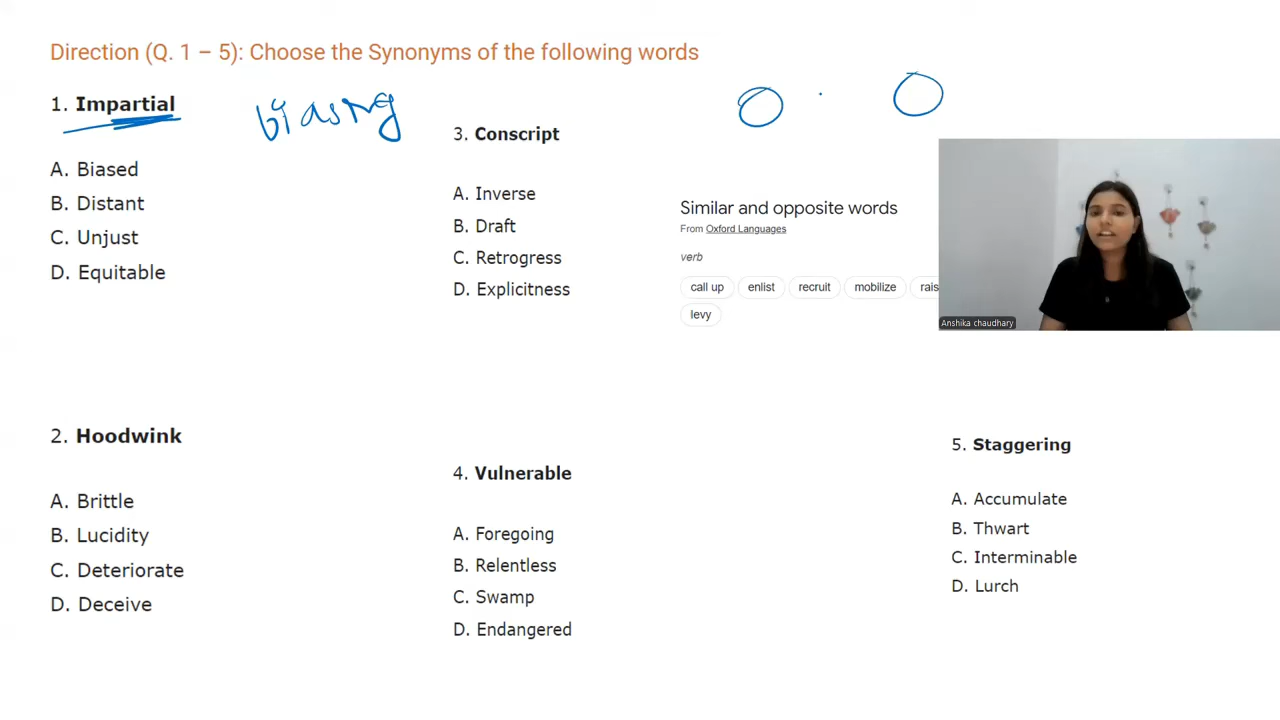 Direction (Q. 1 – 5): Choose the Synonyms of the following words
1. Impartial
biasing
A. Biased
B. Distant
C. Unjust
D. Equitable
3. Conscript
A. Inverse
B. Draft
C. Retrogress
D. Explicitness
Similar and opposite words
From Oxford Languages
verb
call up enlist recruit mobilize rais
levy
Anshika chaudhary
2. Hoodwink
A. Brittle
B. Lucidity
C. Deteriorate
D. Deceive
4. Vulnerable
A. Foregoing
B. Relentless
C. Swamp
D. Endangered
5. Staggering
A. Accumulate
B. Thwart
C. Interminable
D. Lurch